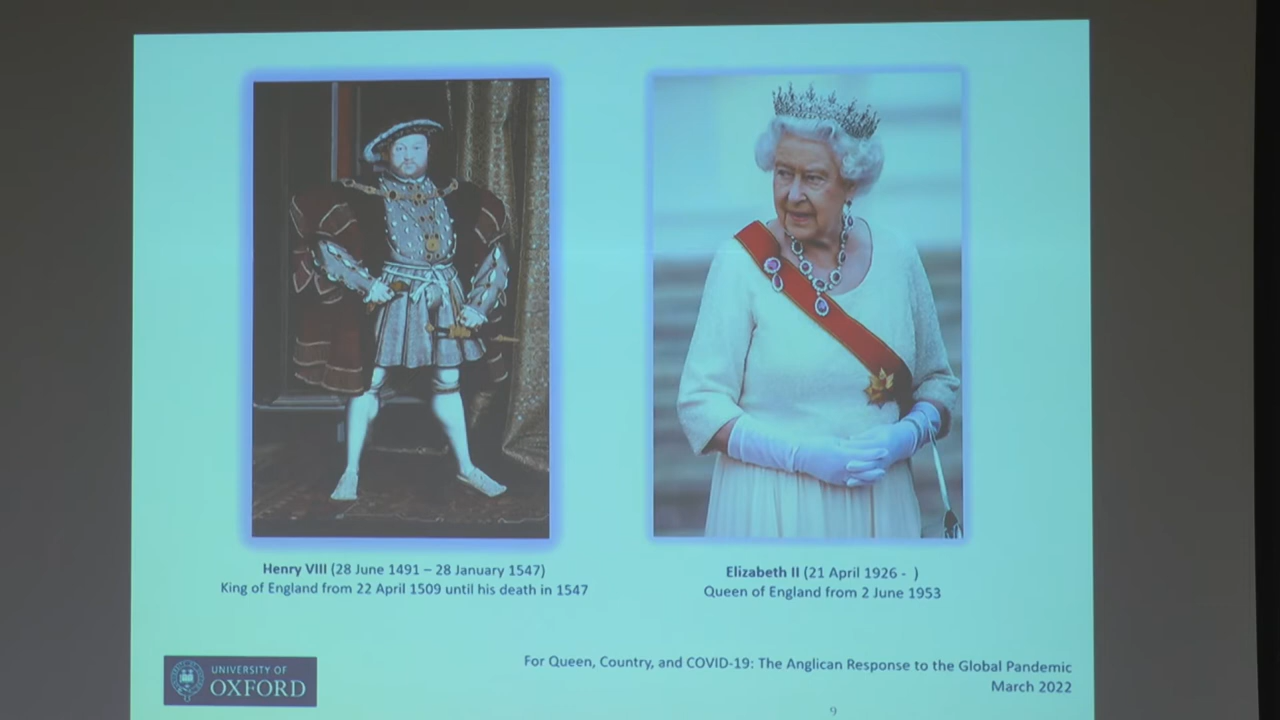 Henry VIII (28 June 1491 – 28 January 1547)
King of England from 22 April 1509 until his death in 1547
Elizabeth II (21 April 1926 -  )
Queen of England from 2 June 1953
UNIVERSITY OF
OXFORD
For Queen, Country, and COVID-19: The Anglican Response to the Global Pandemic
March 2022
9